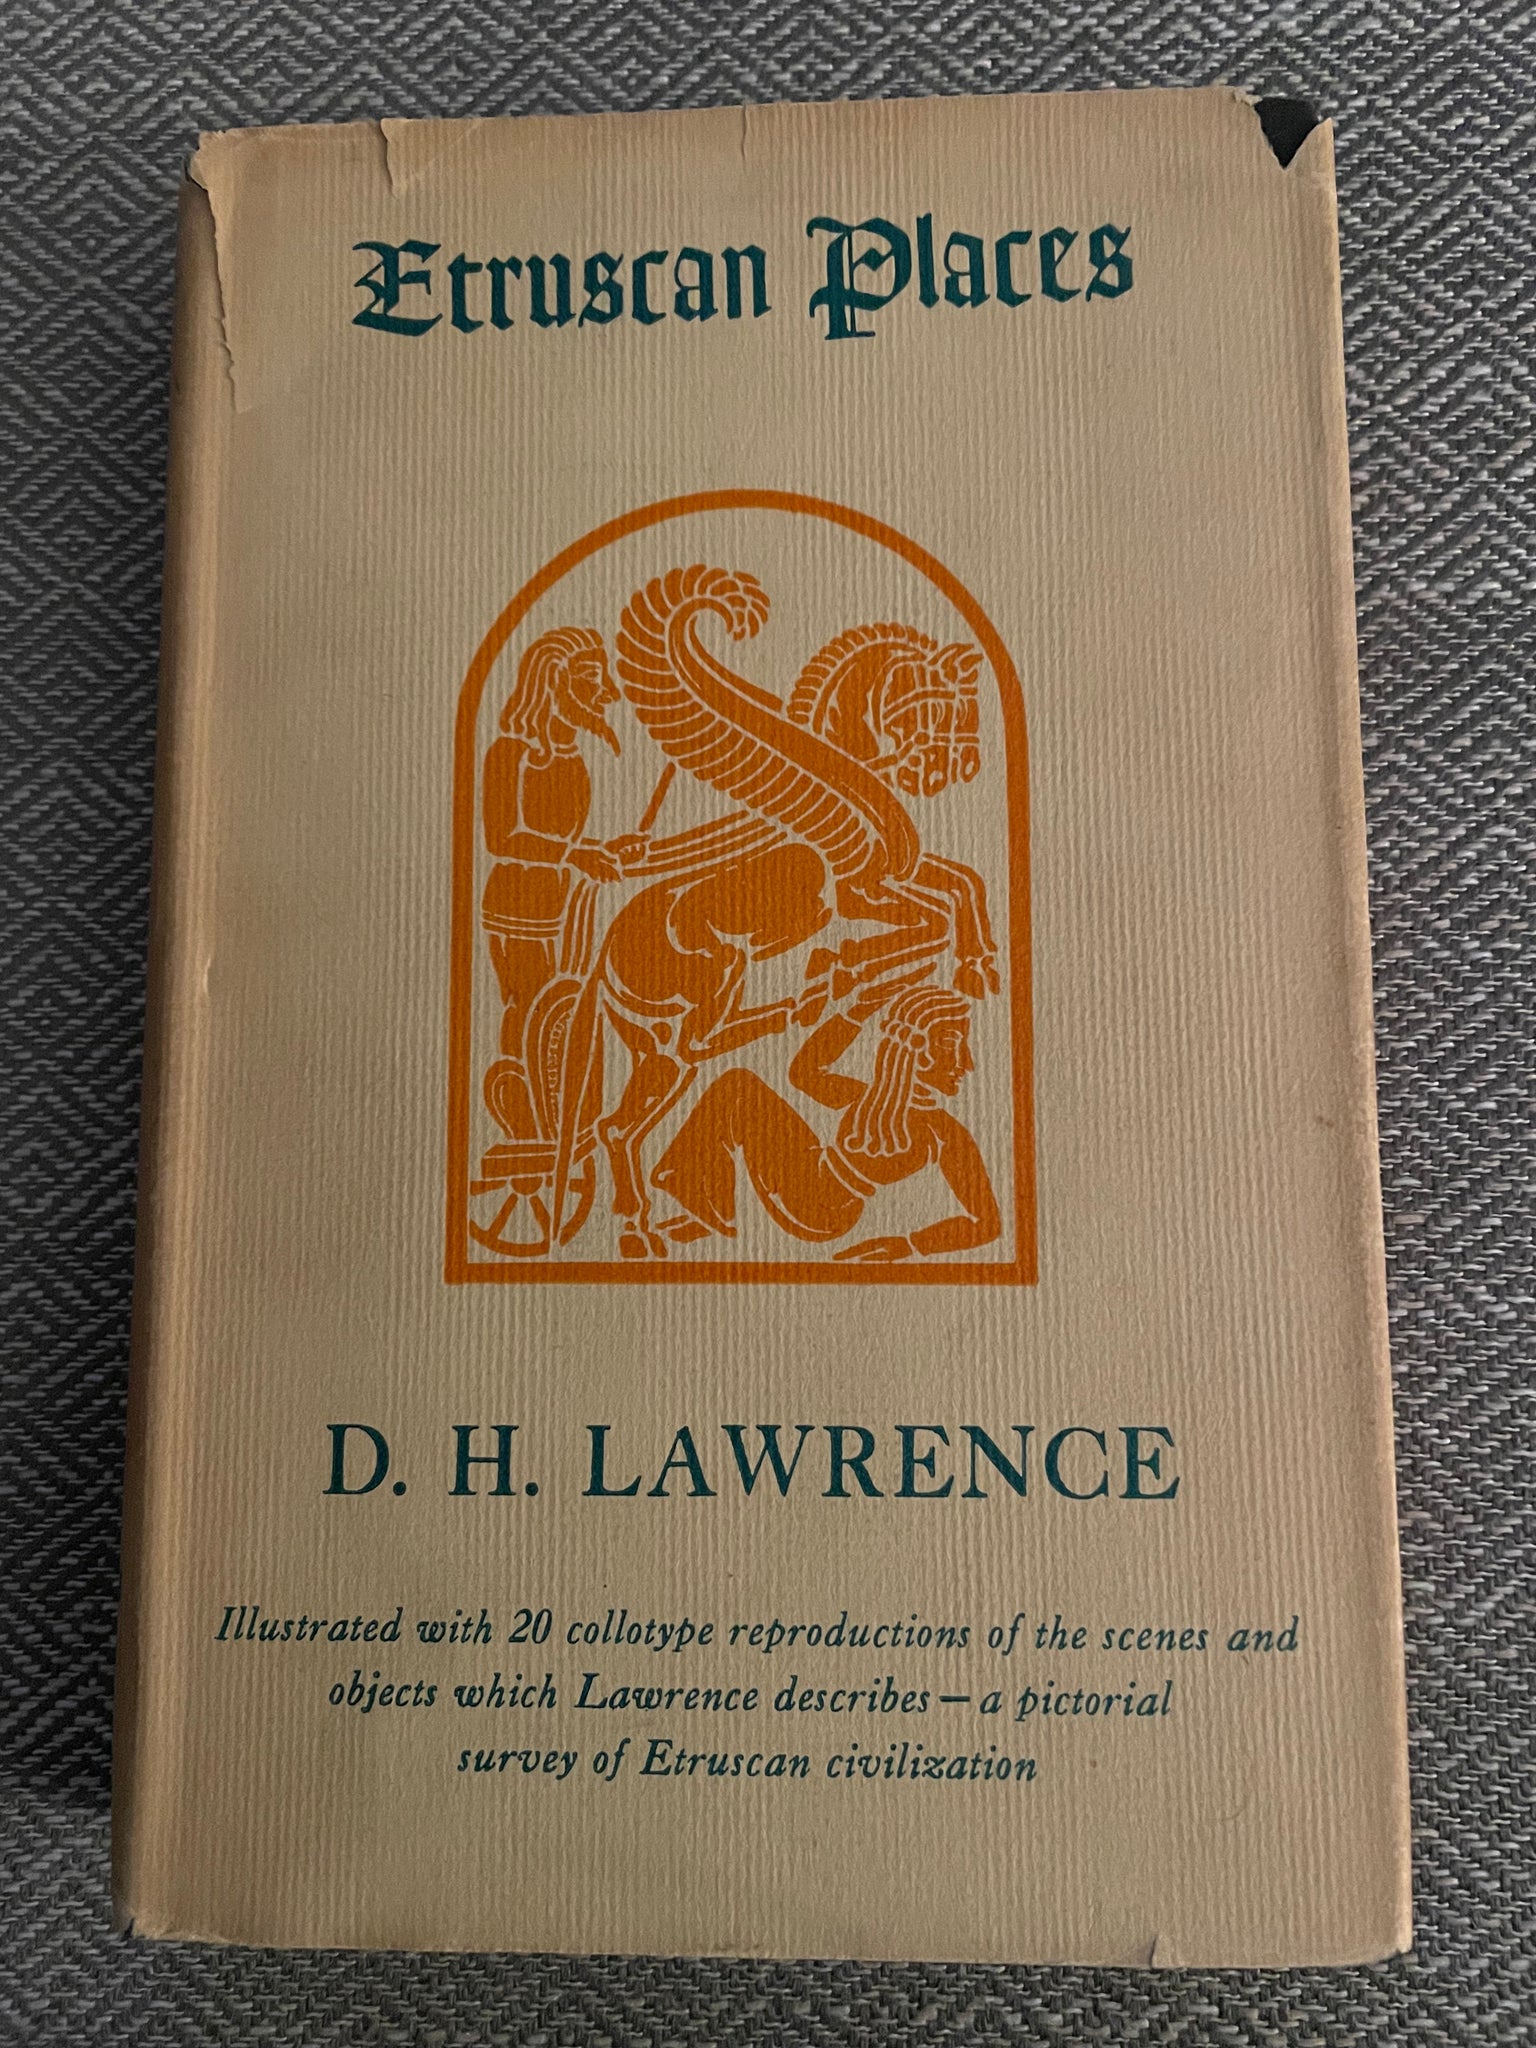 Etruscan Places
D. H. LAWRENCE
Illustrated with 20 collotype reproductions of the scenes and
objects which Lawrence describes—a pictorial
survey of Etruscan civilization